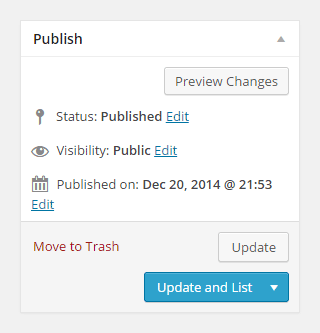 Publish
Preview Changes
Status: Published Edit
Visibility: Public Edit
Published on: Dec 20, 2014 @ 21:53
Edit
Move to Trash Update
Update and List